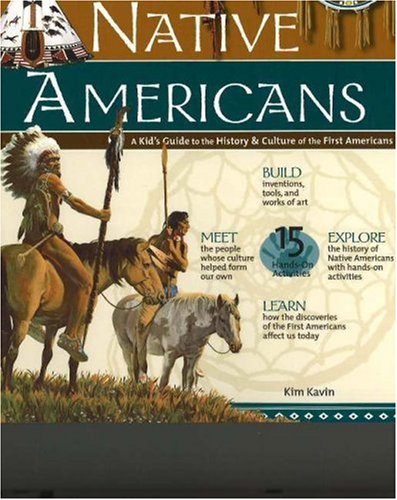 NATIVE
AMERICANS
A Kid's Guide to the History & Culture of the First Americans
BUILD
inventions,
tools, and
works of art
MEET
the people
whose culture
helped form
our own
15
Hands-On
Activities
EXPLORE
the history of
Native Americans
with hands-on
activities
LEARN
how the discoveries
of the First Americans
affect us today
Kim Kavin